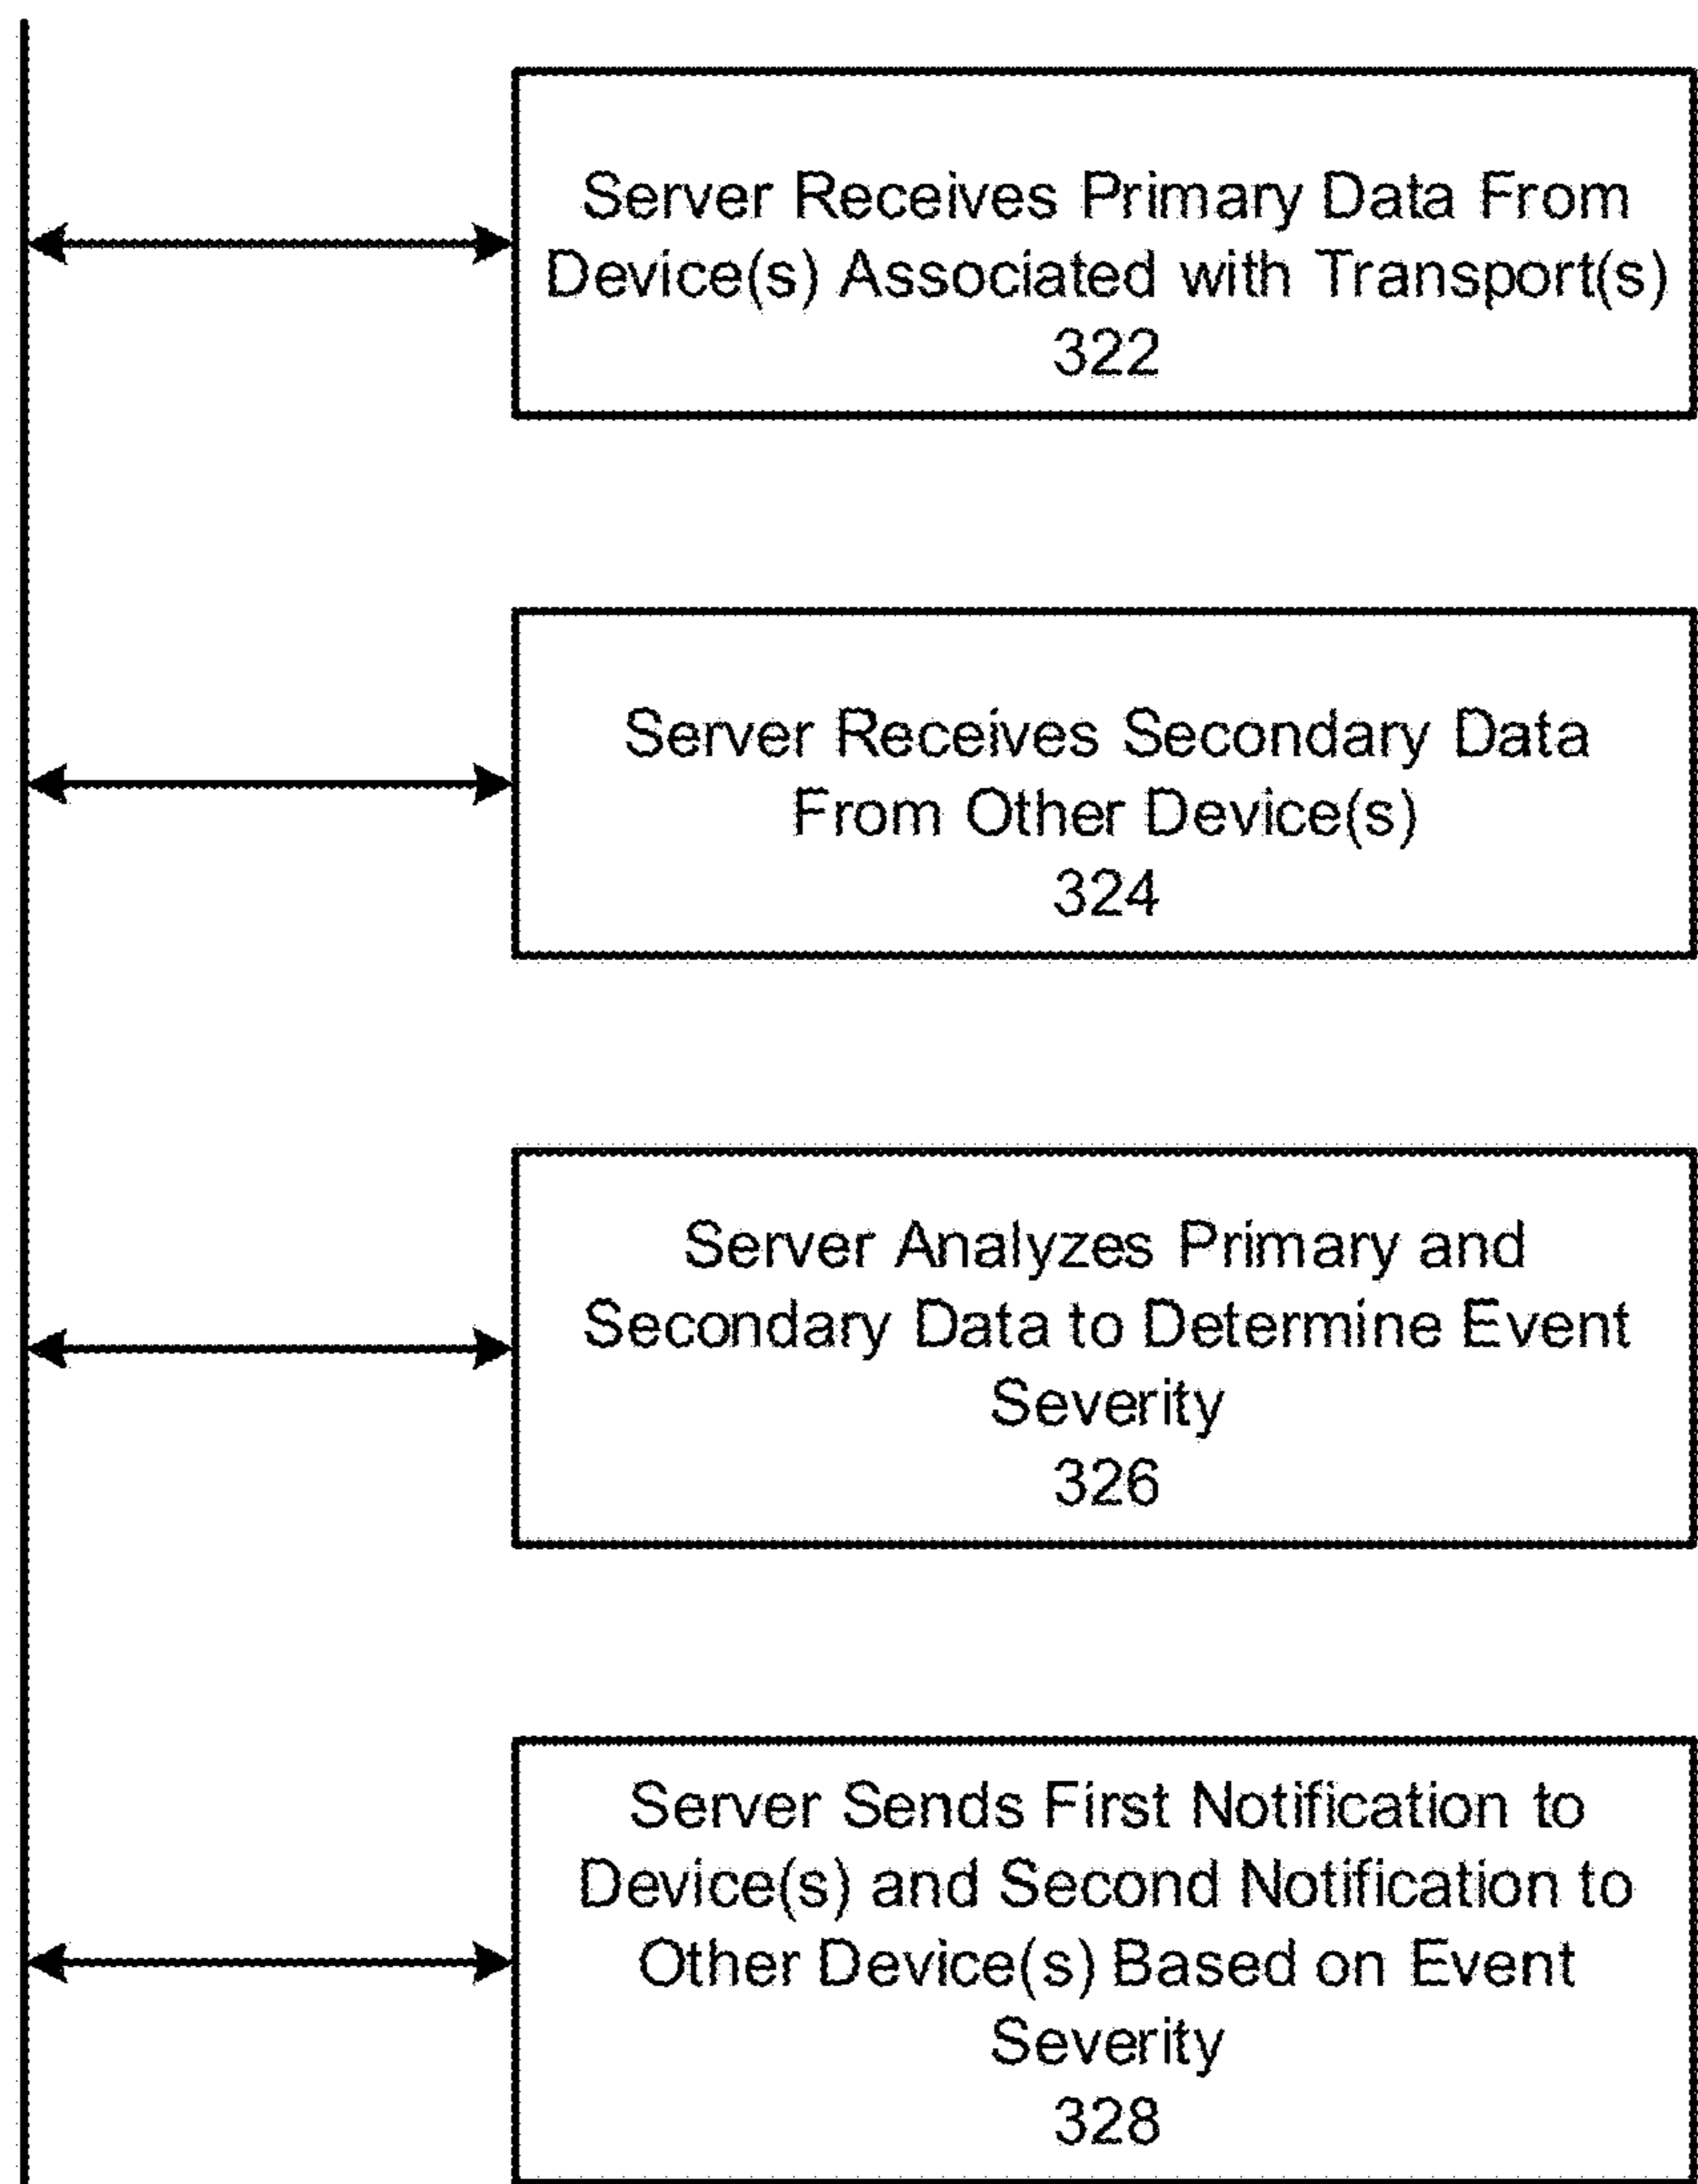 Server Receives Primary Data From
Device(s) Associated with Transport(s)
322
Server Receives Secondary Data
From Other Device(s)
324
Server Analyzes Primary and
Secondary Data to Determine Event
Severity
326
Server Sends First Notification to
Device(s) and Second Notification to
Other Device(s) Based on Event
Severity
328